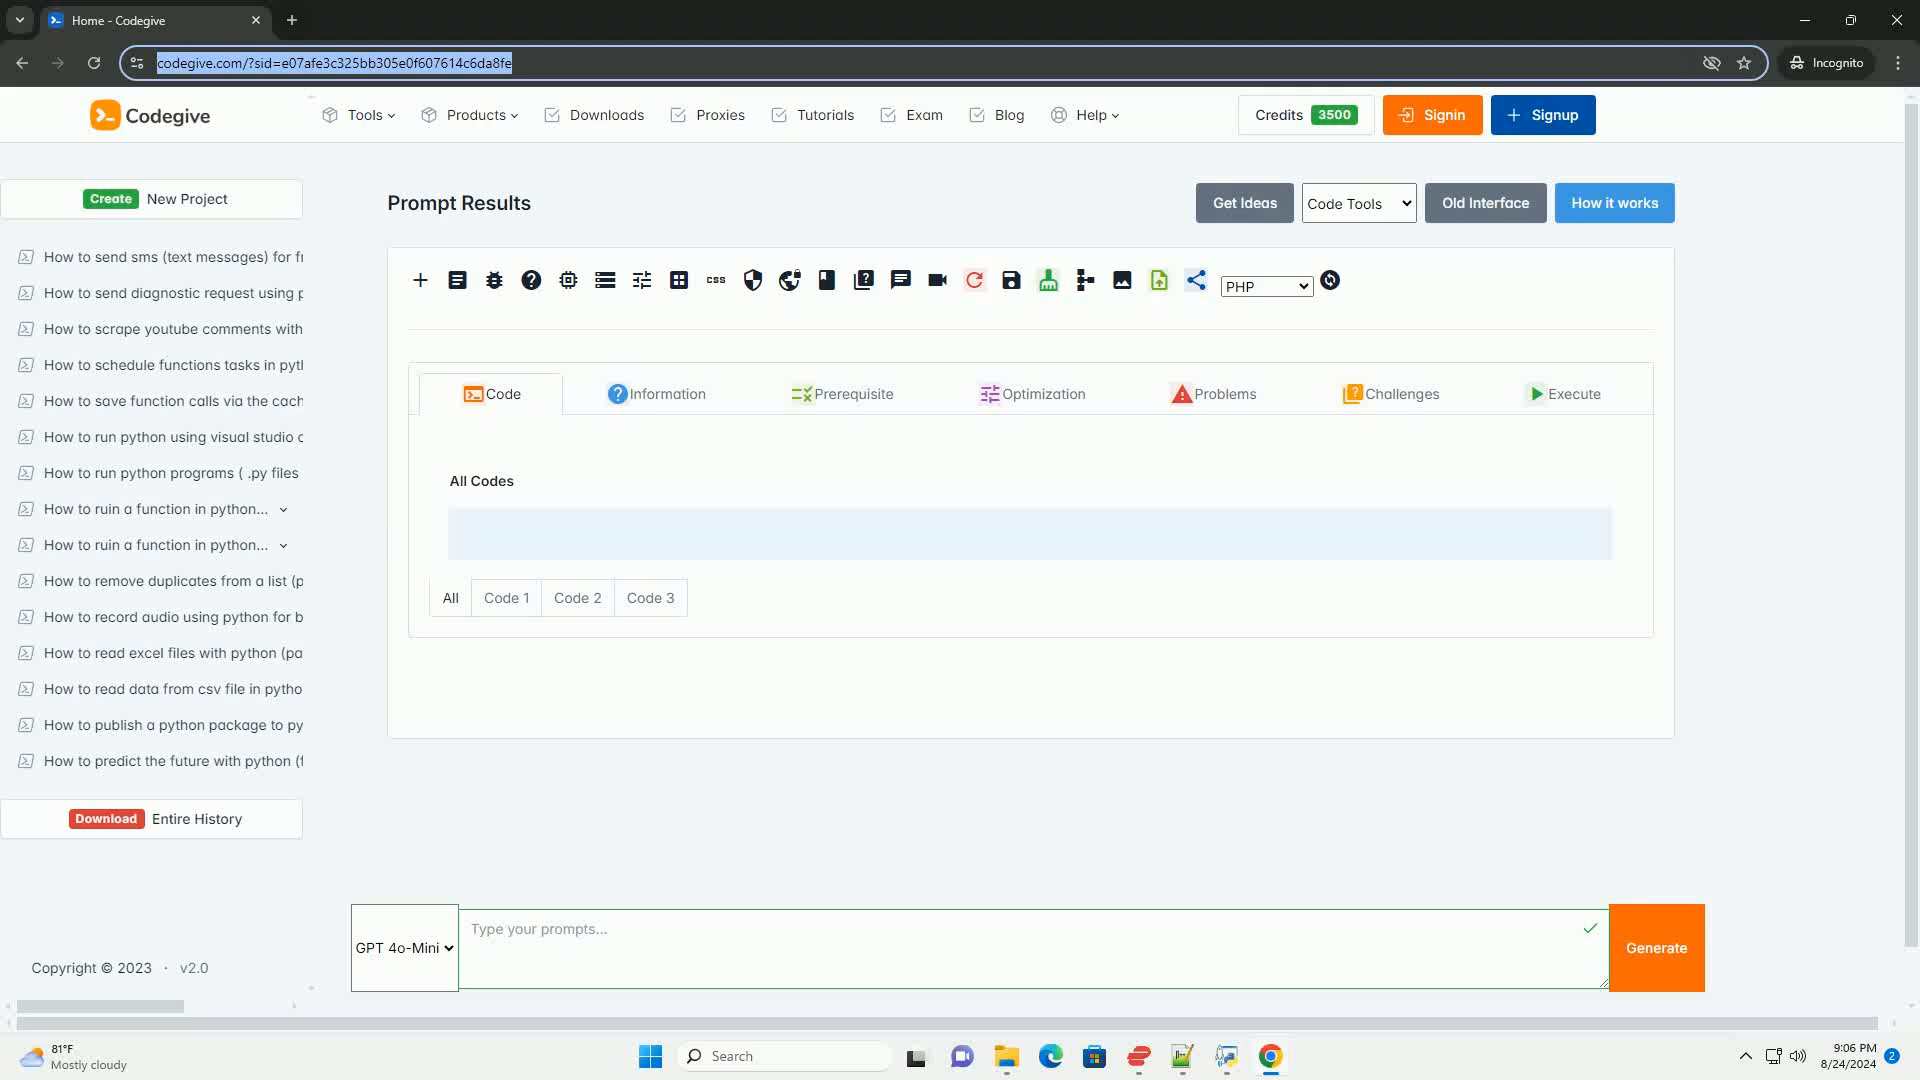 Home - Codegive
codegive.com/?sid=e07afe3c325bb305e0f607614c6da8fe
Incognito
Codegive
Tools
Products
Downloads
Proxies
Tutorials
Exam
Blog
Help
Credits 3500
Signin
Signup
Create New Project
How to send sms (text messages) for fr
How to send diagnostic request using p
How to scrape youtube comments with
How to schedule functions tasks in pyth
How to save function calls via the cach
How to run python using visual studio c
How to run python programs ( .py files
How to ruin a function in python...
How to ruin a function in python...
How to remove duplicates from a list (p
How to record audio using python for b
How to read excel files with python (pa
How to read data from csv file in pytho
How to publish a python package to py
How to predict the future with python (f
Download Entire History
Copyright © 2023 · v2.0
Prompt Results
Get Ideas
Code Tools
Old Interface
How it works
css
PHP
Code
Information
Prerequisite
Optimization
Problems
Challenges
Execute
All Codes
All
Code 1
Code 2
Code 3
GPT 4o-Mini
Type your prompts...
Generate
81°F
Mostly cloudy
Search
9:06 PM
8/24/2024
2